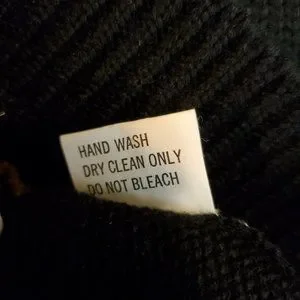 HAND WASH
DRY CLEAN ONLY
DO NOT BLEACH